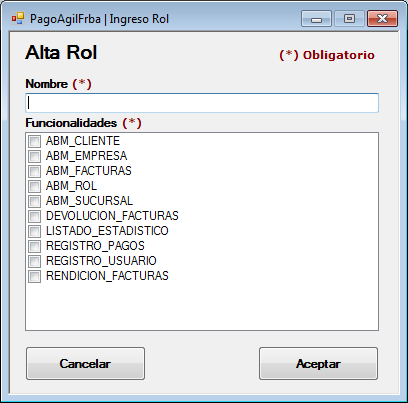 PagoAgilFrba | Ingreso Rol
Alta Rol
(*) Obligatorio
Nombre (*)
Funcionalidades (*)
ABM_CLIENTE
ABM_EMPRESA
ABM_FACTURAS
ABM_ROL
ABM_SUCURSAL
DEVOLUCION_FACTURAS
LISTADO_ESTADISTICO
REGISTRO_PAGOS
REGISTRO_USUARIO
RENDICION_FACTURAS
Cancelar
Aceptar